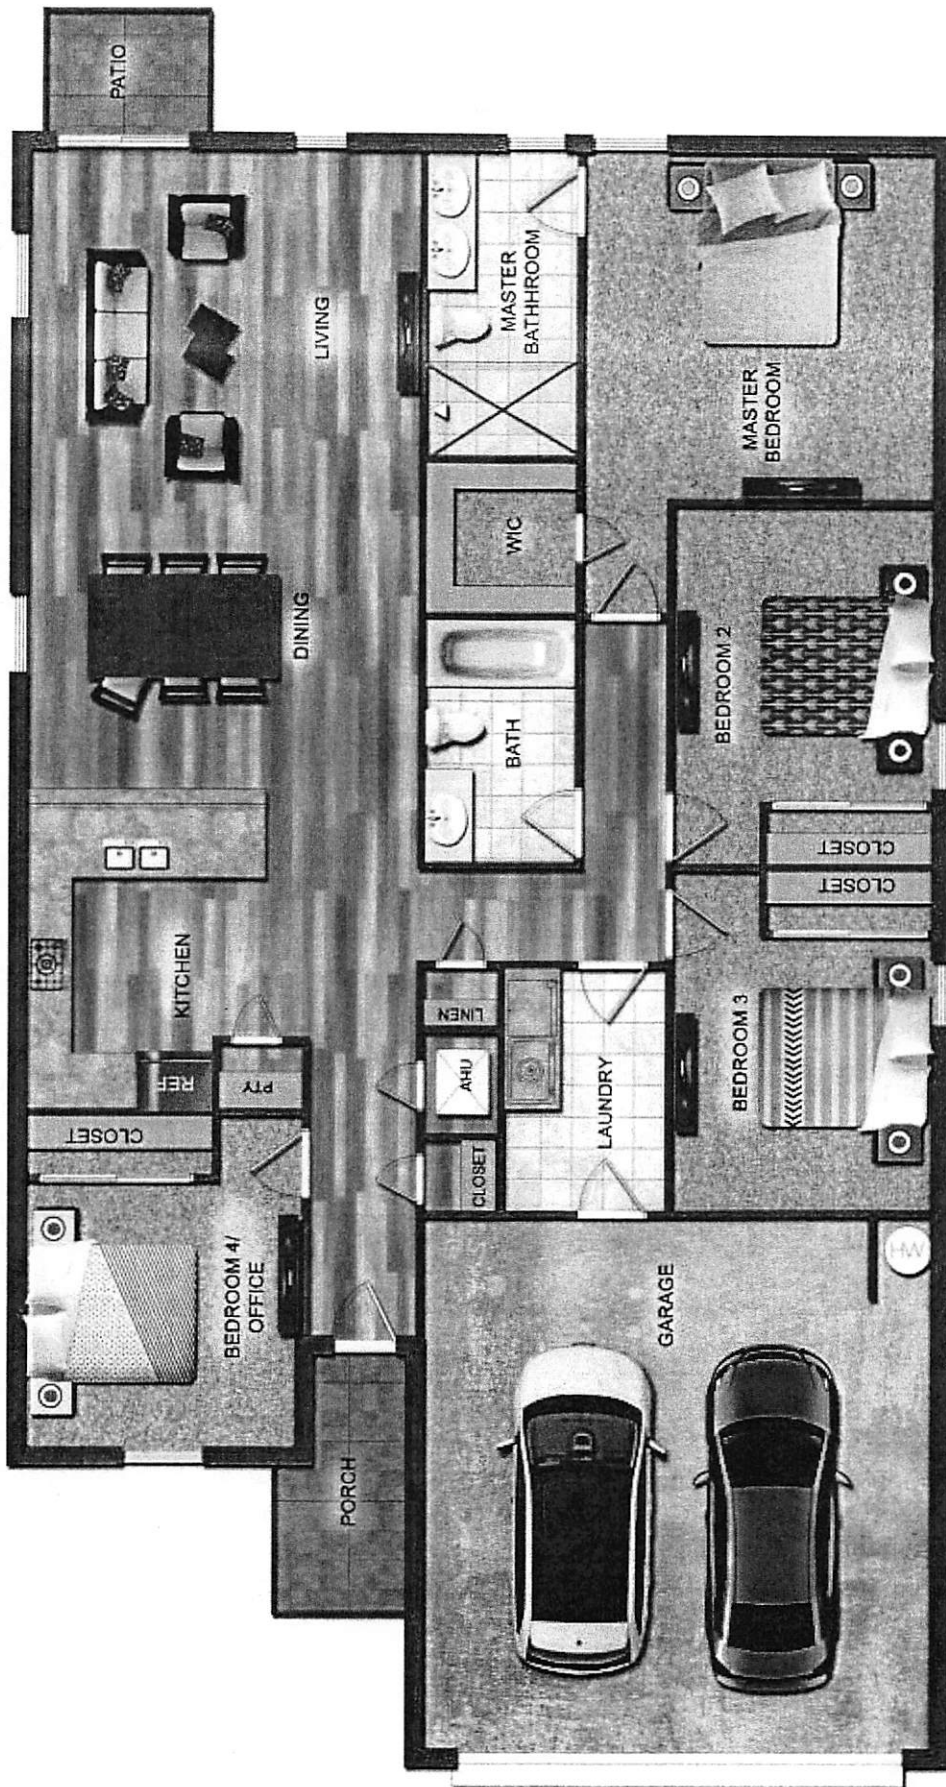 PATIO
LIVING
MASTER
BATHHROOM
MASTER
BEDROOM
WIC
DINING
BATH
BEDROOM 2
CLOSET
CLOSET
KITCHEN
LINEN
BEDROOM 3
REF
PTY
AHU
LAUNDRY
CLOSET
CLOSET
BEDROOM 4/
OFFICE
GARAGE
HW
PORCH